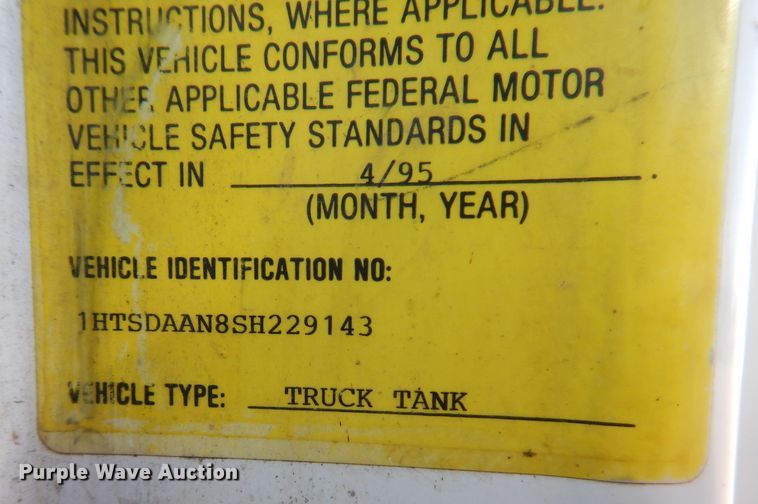 INSTRUCTIONS, WHERE APPLICABLE.
THIS VEHICLE CONFORMS TO ALL
OTHER APPLICABLE FEDERAL MOTOR
VEHICLE SAFETY STANDARDS IN
EFFECT IN 4/95.
(MONTH, YEAR)
VEHICLE IDENTIFICATION NO:
1HTSDAAN8SH229143
VEHICLE TYPE: TRUCK TANK
Purple Wave Auction